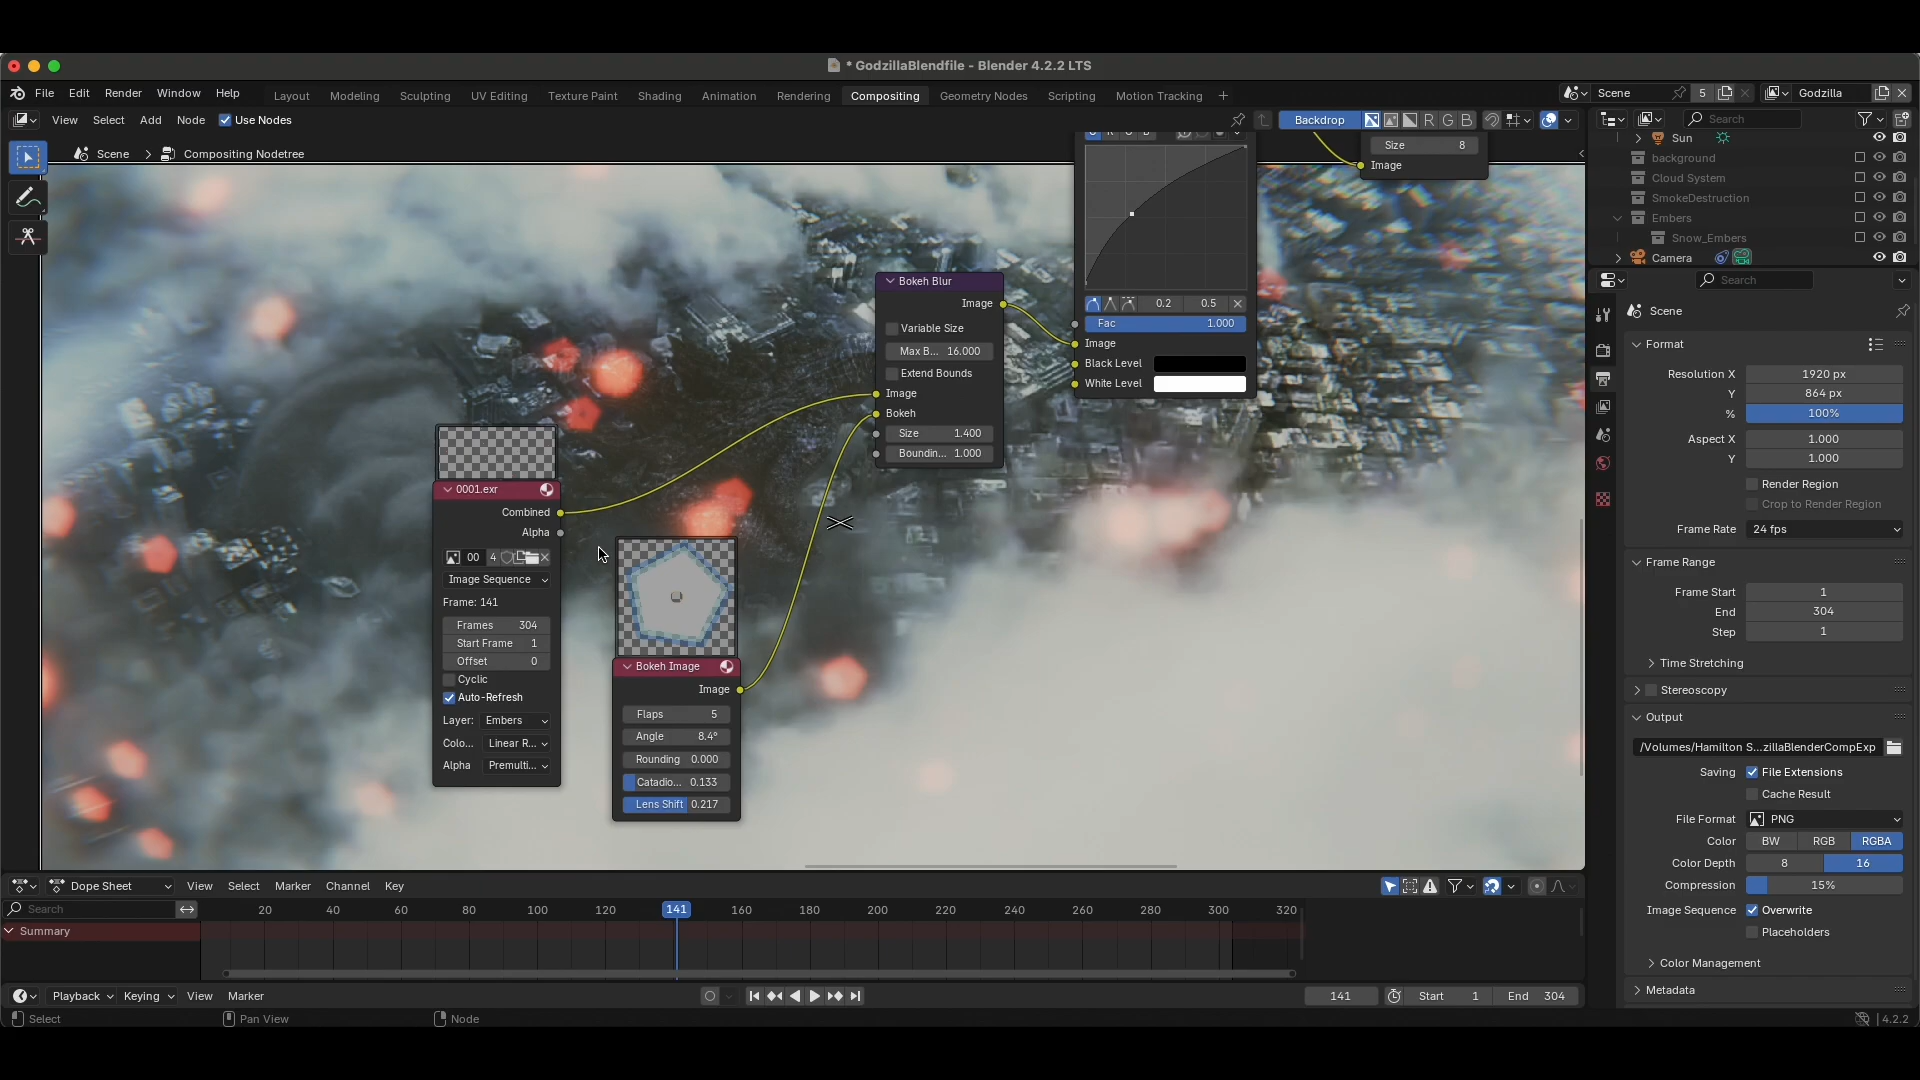 * GodzillaBlendfile - Blender 4.2.2 LTS
File Edit Render Window Help Layout Modeling Sculpting UV Editing Texture Paint Shading Animation Rendering Compositing Geometry Nodes Scripting Motion Tracking + Scene 5 Godzilla
View Select Add Node Use Nodes Backdrop R G B Search
Scene > Compositing Nodetree
Size 8
Image
Sun
background
Cloud System
SmokeDestruction
Embers
Snow_Embers
Camera
Bokeh Blur
Image
Variable Size
Max B... 16.000
Extend Bounds
Image
Bokeh
Size 1.400
Boundin... 1.000
0.2 0.5
Fac 1.000
Image
Black Level
White Level
0001.exr
Combined
Alpha
00 4
Image Sequence
Frame: 141
Frames 304
Start Frame 1
Offset 0
Cyclic
Auto-Refresh
Layer: Embers
Colo... Linear R...
Alpha Premulti...
Bokeh Image
Image
Flaps 5
Angle 8.4°
Rounding 0.000
Catadio... 0.133
Lens Shift 0.217
Search
Scene
Format
Resolution X 1920 px
Y 864 px
% 100%
Aspect X 1.000
Y 1.000
Render Region
Crop to Render Region
Frame Rate 24 fps
Frame Range
Frame Start 1
End 304
Step 1
Time Stretching
Stereoscopy
Output
/Volumes/Hamilton S...zillaBlenderCompExp
Saving File Extensions
Cache Result
File Format PNG
Color BW RGB RGBA
Color Depth 8 16
Compression 15%
Image Sequence Overwrite
Placeholders
Color Management
Metadata
Dope Sheet View Select Marker Channel Key
Search 20 40 60 80 100 120 141 160 180 200 220 240 260 280 300 320
Summary
Playback Keying View Marker 141 Start 1 End 304
Select Pan View Node 4.2.2